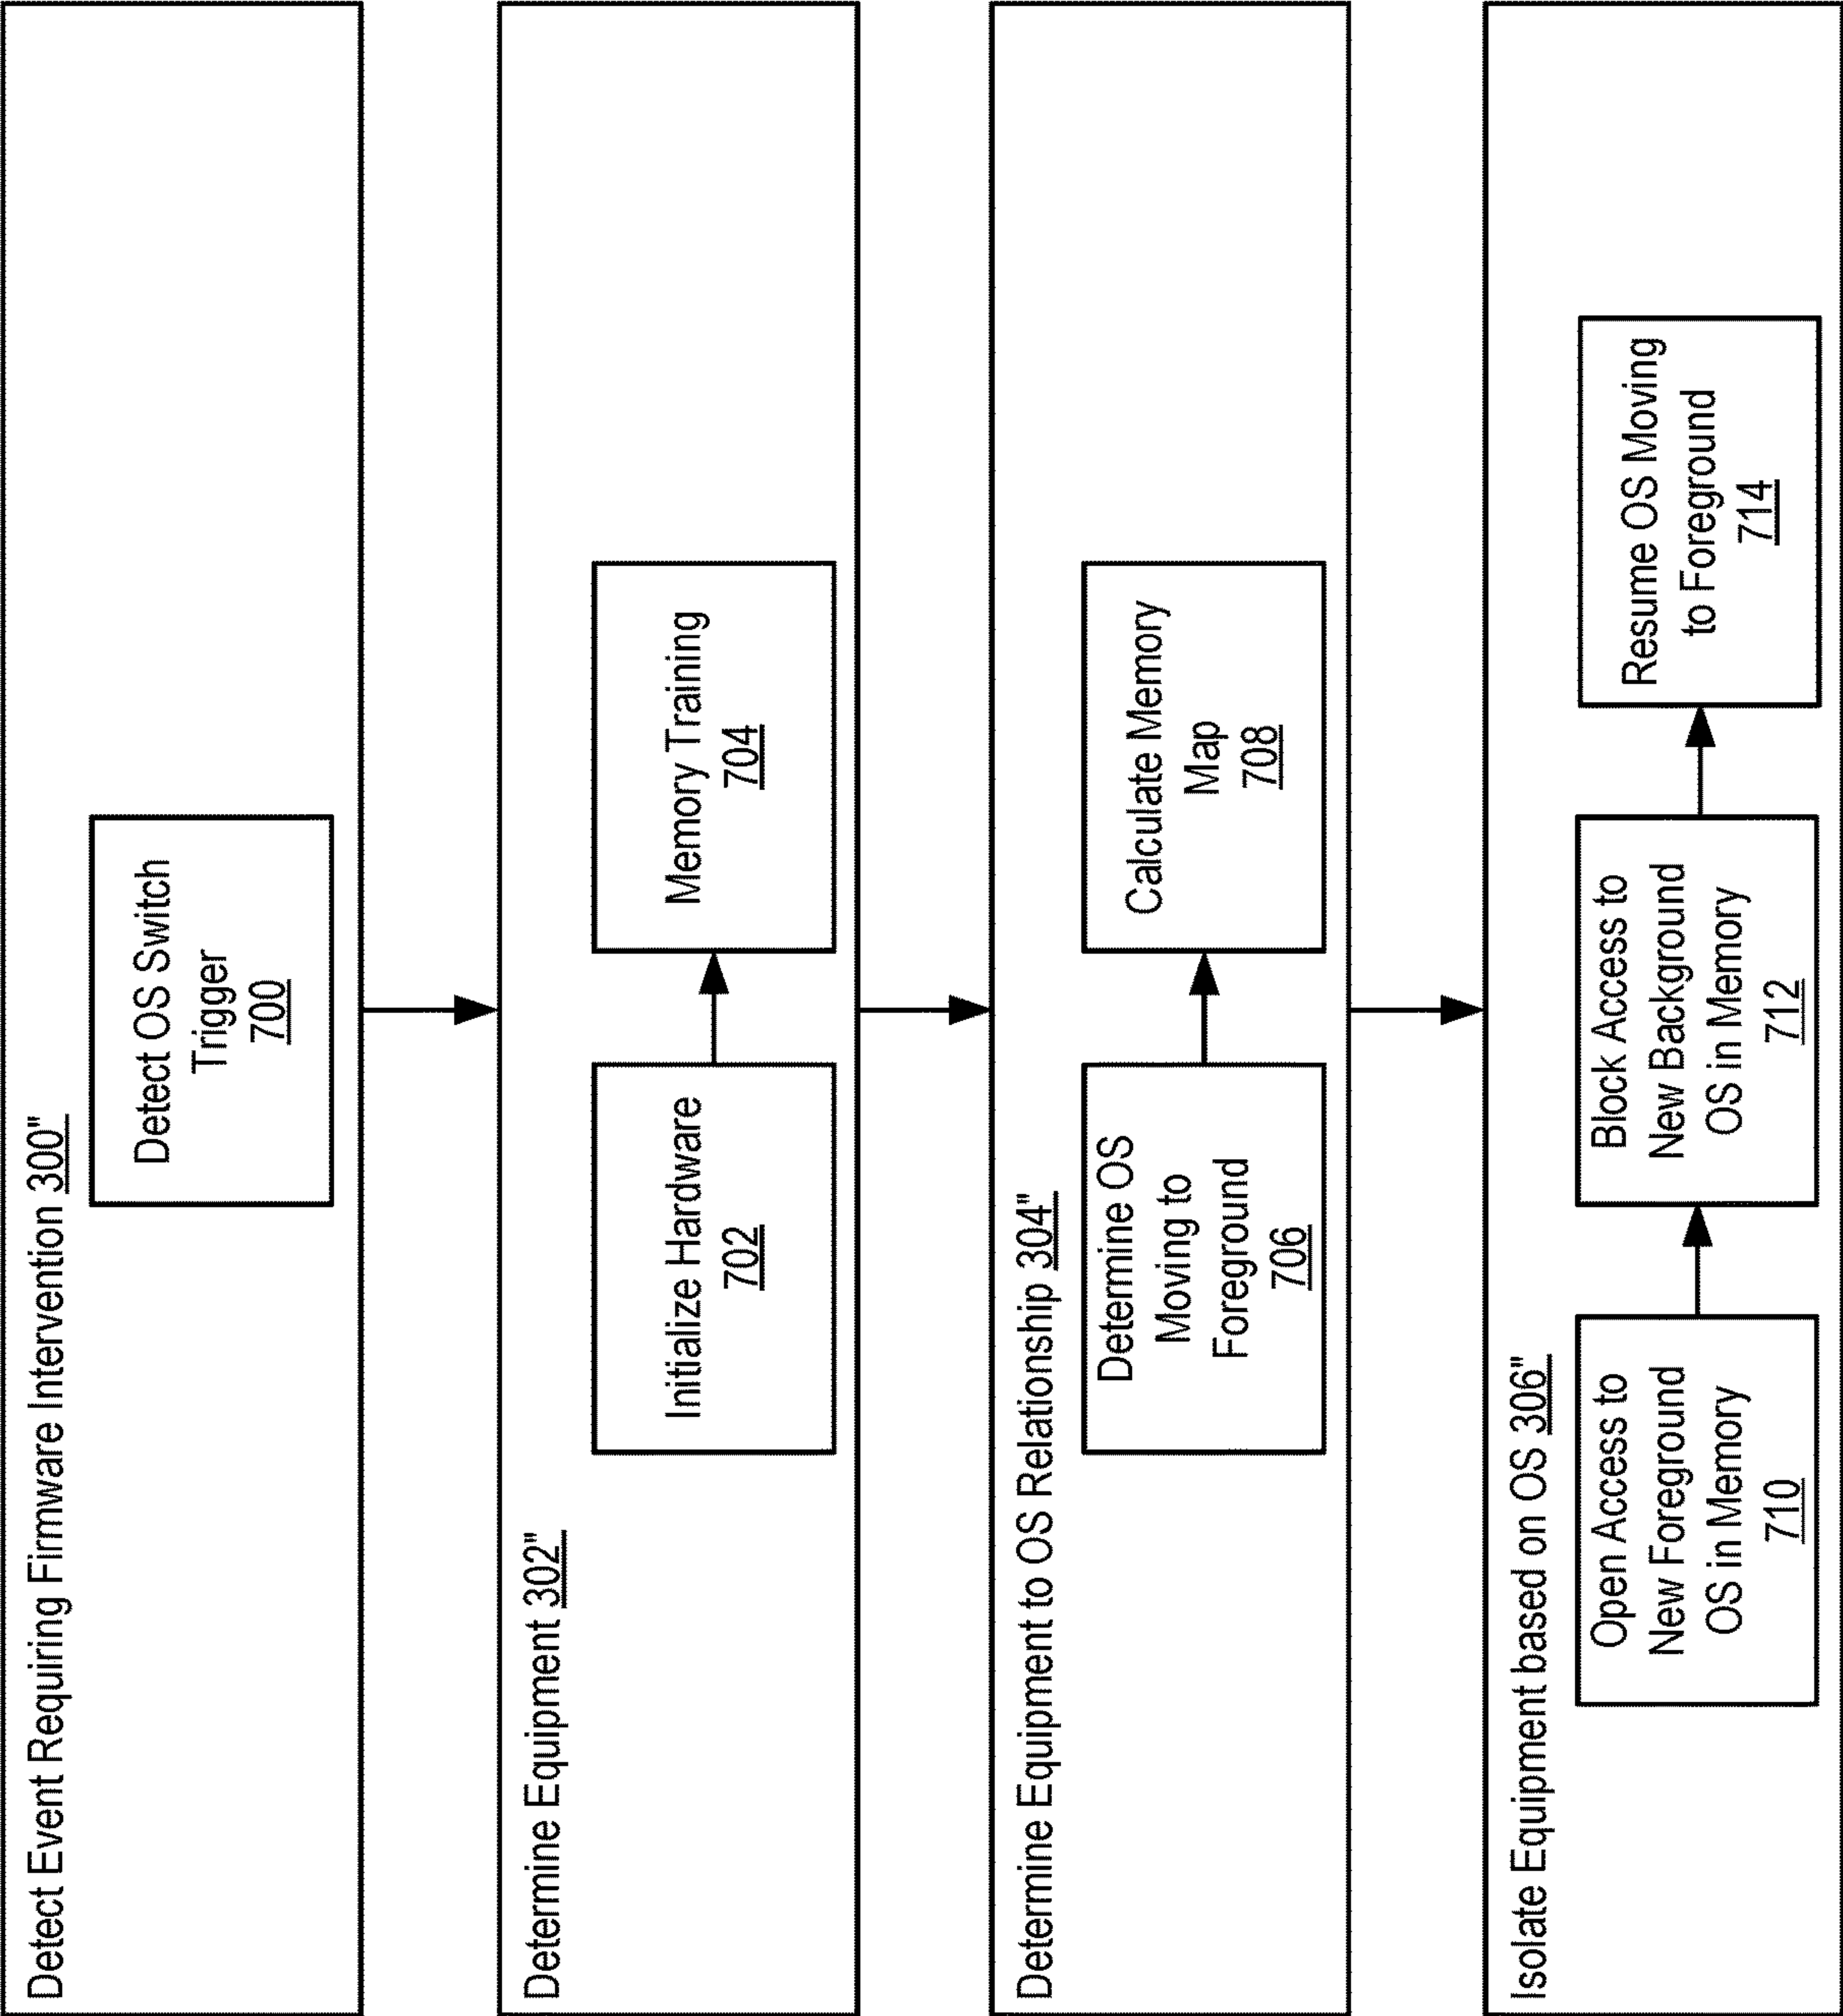 Detect Event Requiring Firmware Intervention 300"
Detect OS Switch
Trigger
700
Determine Equipment 302"
Initialize Hardware
702
Memory Training
704
Determine Equipment to OS Relationship 304"
Determine OS
Moving to
Foreground
706
Calculate Memory
Map
708
Isolate Equipment based on OS 306"
Open Access to
New Foreground
OS in Memory
710
Block Access to
New Background
OS in Memory
712
Resume OS Moving
to Foreground
714